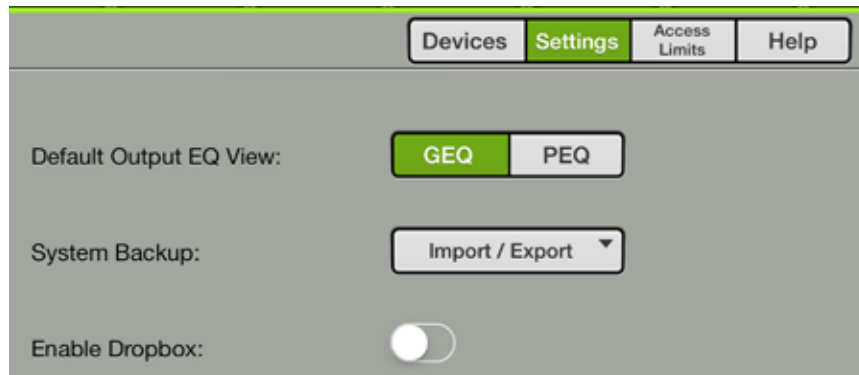 Devices Settings Access Limits Help
Default Output EQ View: GEQ PEQ
System Backup: Import / Export
Enable Dropbox: